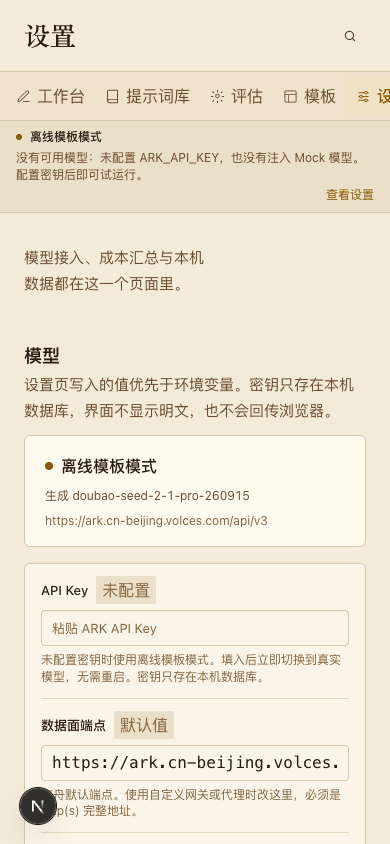 设置
工作台 提示词库 评估 模板
离线模板模式
没有可用模型：未配置 ARK_API_KEY，也没有注入 Mock 模型。
配置密钥后即可试运行。
查看设置
模型接入、成本汇总与本机
数据都在这一个页面里。
模型
设置页写入的值优先于环境变量。密钥只存在本机
数据库，界面不显示明文，也不会回传浏览器。
离线模板模式
生成 doubao-seed-2-1-pro-260915
https://ark.cn-beijing.volces.com/api/v3
API Key 未配置
粘贴 ARK API Key
未配置密钥时使用离线模板模式。填入后立即切换到真实
模型，无需重启。密钥只存在本机数据库。
数据面端点 默认值
https://ark.cn-beijing.volces.
舟默认端点。使用自定义网关或代理时改这里，必须是
p(s) 完整地址。
N